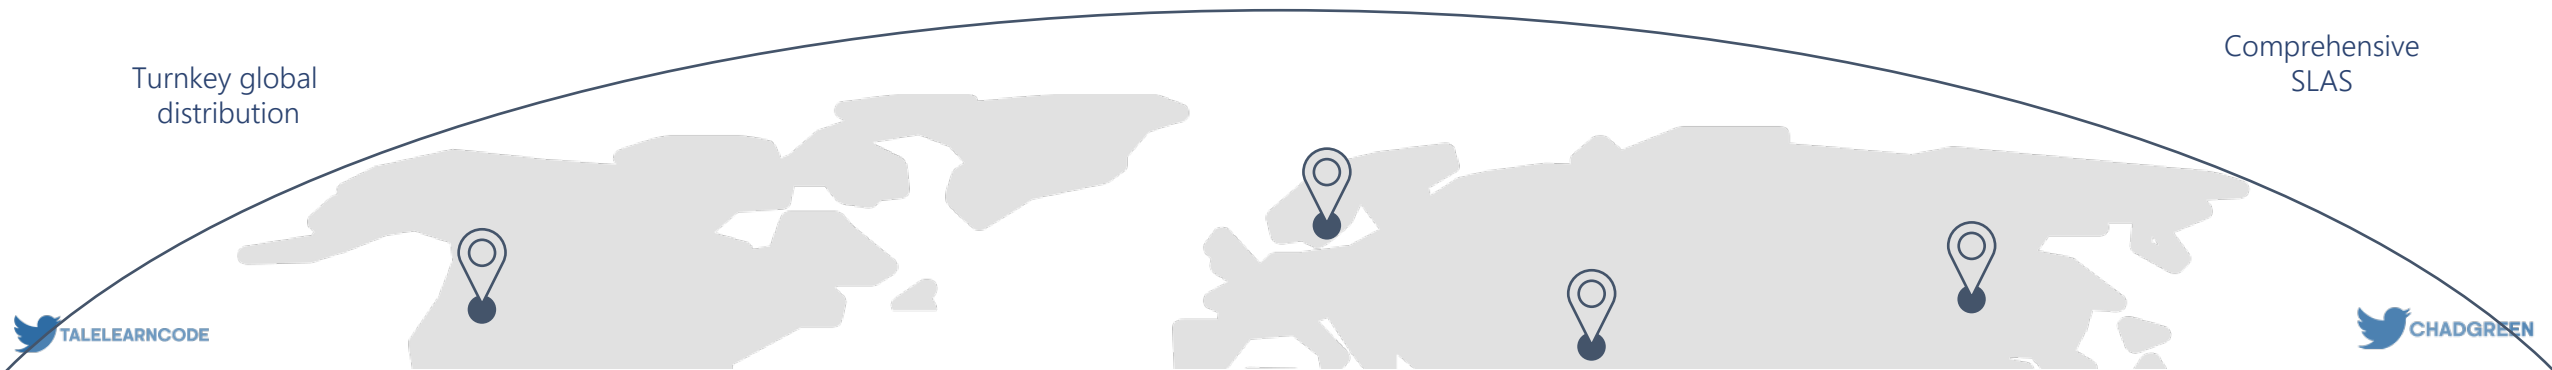 Turnkey global
distribution
Comprehensive
SLAS
TALELEARNCODE
CHADGREEN